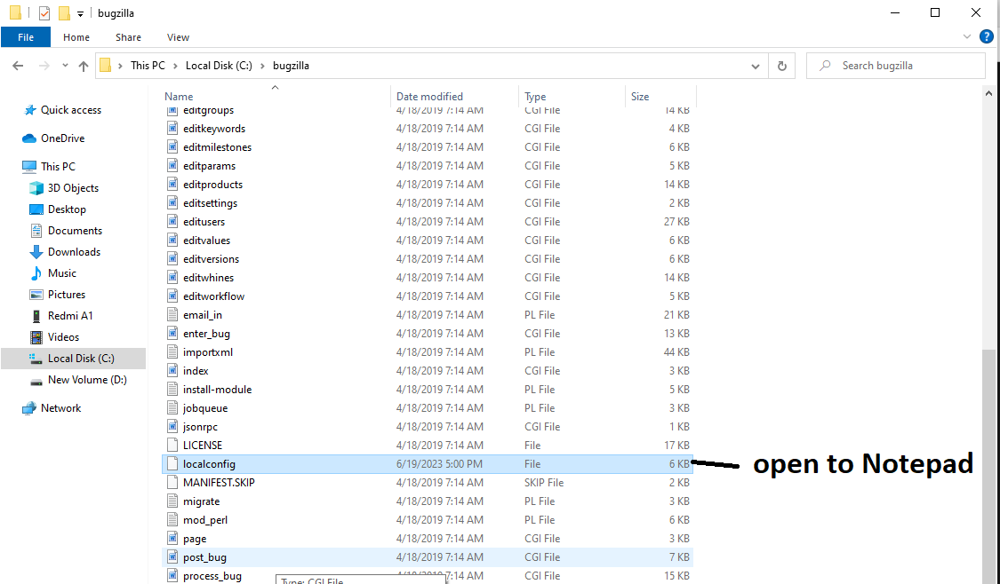 bugzilla
File Home Share View
This PC Local Disk (C:) bugzilla
Search bugzilla
Quick access
OneDrive
This PC
3D Objects
Desktop
Documents
Downloads
Music
Pictures
Redmi A1
Videos
Local Disk (C:)
New Volume (D:)
Network
Name Date modified Type Size
editgroups 4/18/2019 7:14 AM CGI File 14 KB
editkeywords 4/18/2019 7:14 AM CGI File 4 KB
editmilestones 4/18/2019 7:14 AM CGI File 6 KB
editparams 4/18/2019 7:14 AM CGI File 5 KB
editproducts 4/18/2019 7:14 AM CGI File 14 KB
editsettings 4/18/2019 7:14 AM CGI File 2 KB
editusers 4/18/2019 7:14 AM CGI File 27 KB
editvalues 4/18/2019 7:14 AM CGI File 6 KB
editversions 4/18/2019 7:14 AM CGI File 6 KB
editwhines 4/18/2019 7:14 AM CGI File 14 KB
editworkflow 4/18/2019 7:14 AM CGI File 5 KB
email_in 4/18/2019 7:14 AM PL File 21 KB
enter_bug 4/18/2019 7:14 AM CGI File 13 KB
importxml 4/18/2019 7:14 AM PL File 44 KB
index 4/18/2019 7:14 AM CGI File 3 KB
install-module 4/18/2019 7:14 AM PL File 5 KB
jobqueue 4/18/2019 7:14 AM PL File 3 KB
jsonrpc 4/18/2019 7:14 AM CGI File 1 KB
LICENSE 4/18/2019 7:14 AM File 17 KB
localconfig 6/19/2023 5:00 PM File 6 KB
open to Notepad
MANIFEST.SKIP 4/18/2019 7:14 AM SKIP File 2 KB
migrate 4/18/2019 7:14 AM PL File 3 KB
mod_perl 4/18/2019 7:14 AM PL File 6 KB
page 4/18/2019 7:14 AM CGI File 3 KB
post_bug 4/18/2019 7:14 AM CGI File 7 KB
process_bug 4/18/2019 7:14 AM CGI File 15 KB
Type: CGI File